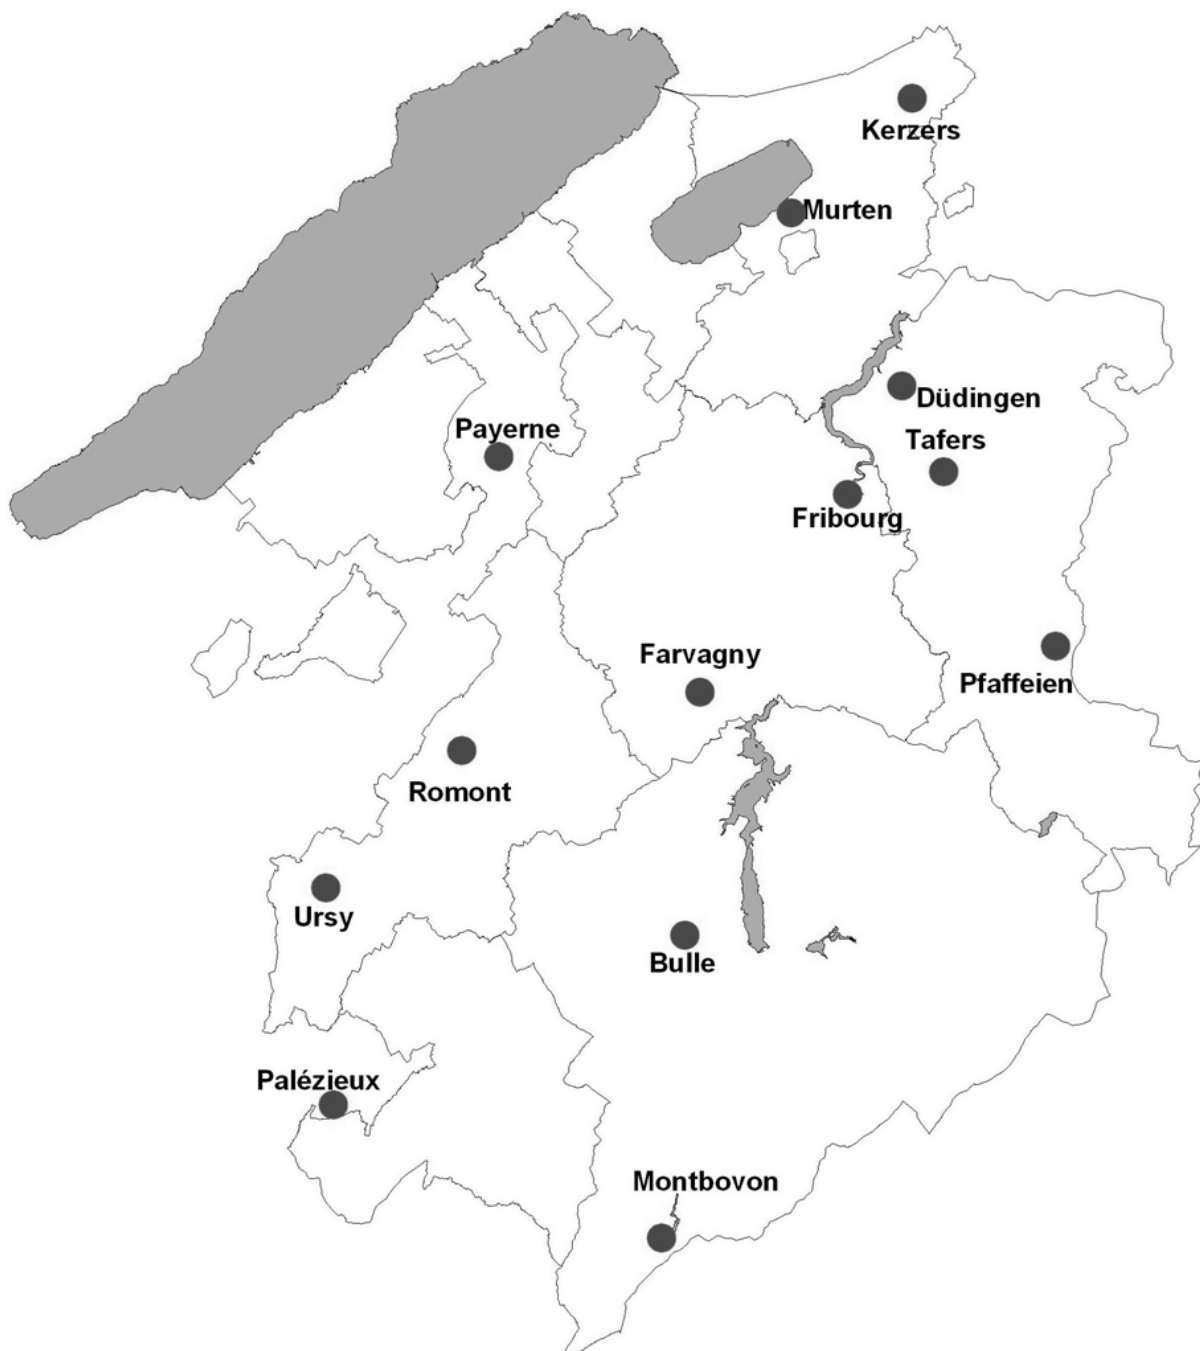 Kerzers
Murten
Düdingen
Payerne
Tafers
Fribourg
Farvagny
Pfaffeien
Romont
Ursy
Bulle
Palézieux
Montbovon